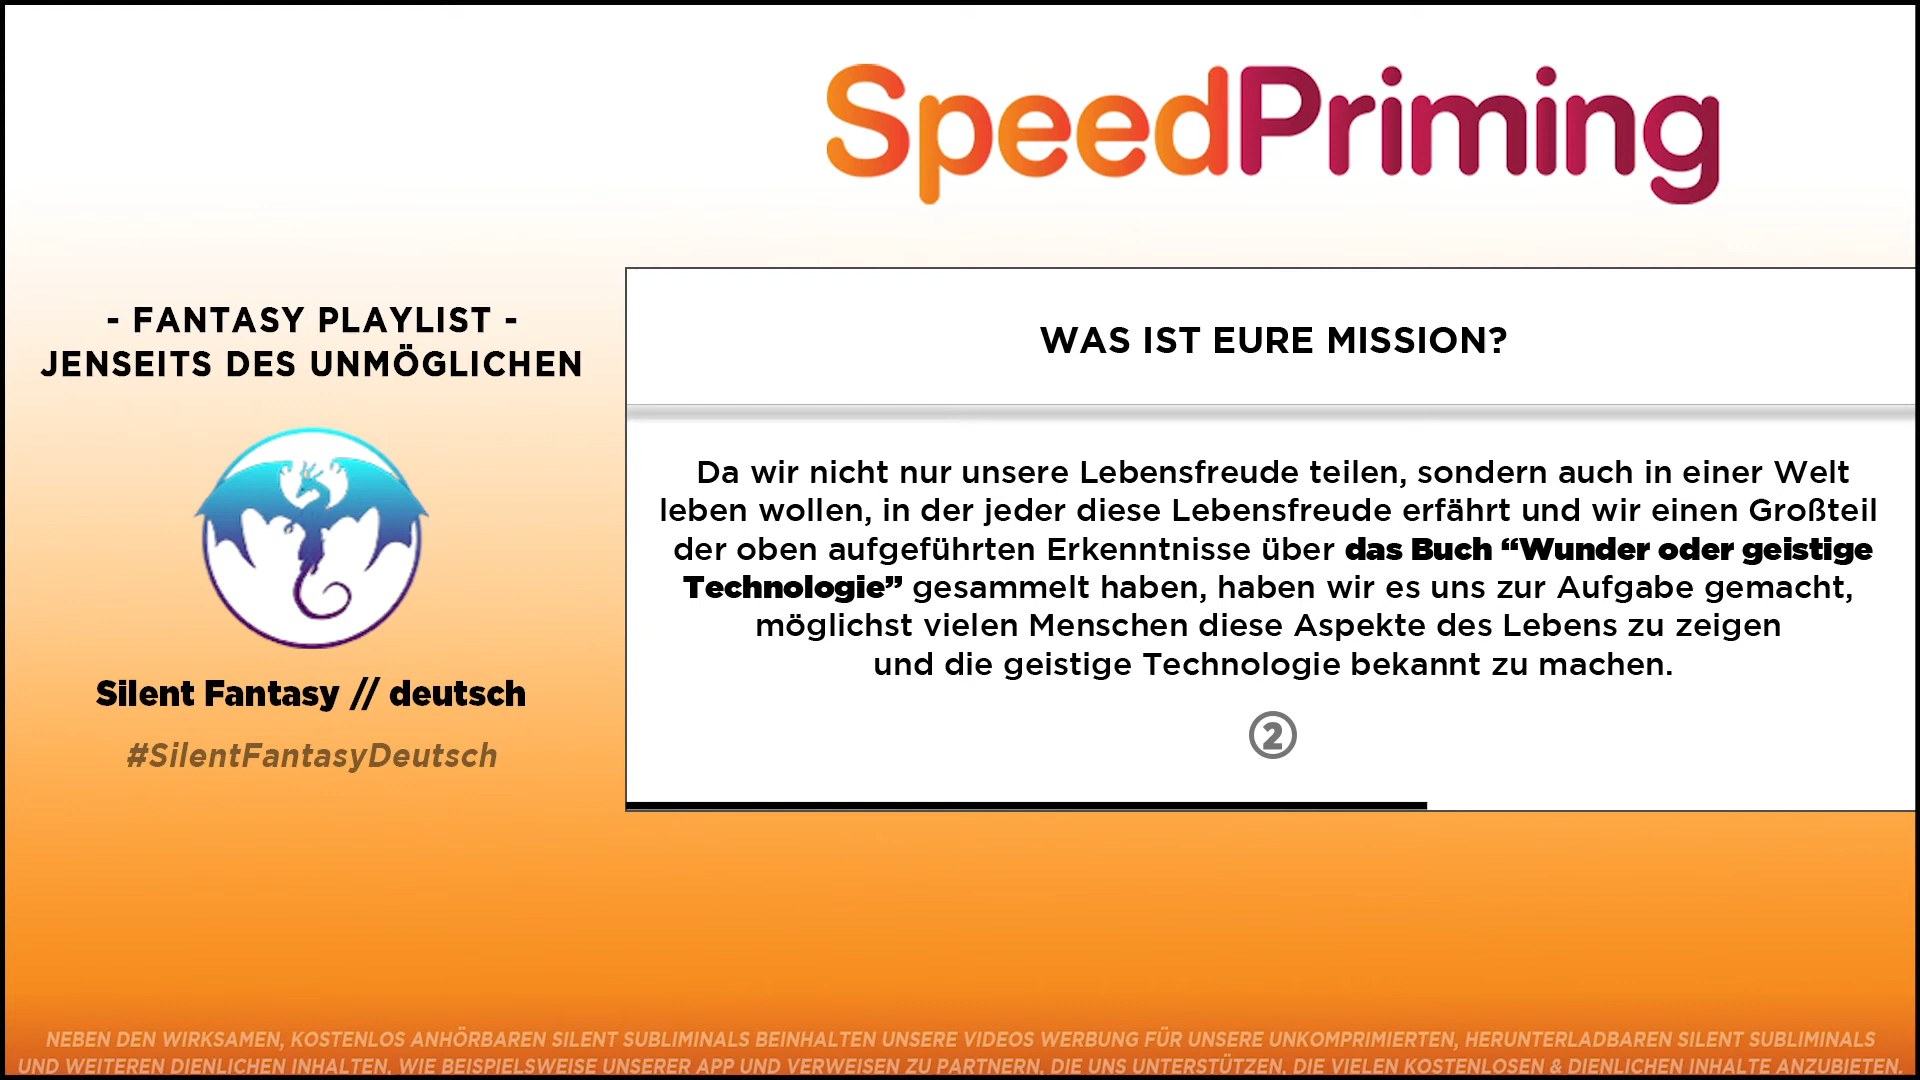 SpeedPriming
- FANTASY PLAYLIST -
JENSEITS DES UNMÖGLICHEN
Silent Fantasy // deutsch
#SilentFantasyDeutsch
WAS IST EURE MISSION?
Da wir nicht nur unsere Lebensfreude teilen, sondern auch in einer Welt
leben wollen, in der jeder diese Lebensfreude erfährt und wir einen Großteil
der oben aufgeführten Erkenntnisse über das Buch “Wunder oder geistige
Technologie” gesammelt haben, haben wir es uns zur Aufgabe gemacht,
möglichst vielen Menschen diese Aspekte des Lebens zu zeigen
und die geistige Technologie bekannt zu machen.
②
NEBEN DEN WIRKSAMEN, KOSTENLOS ANHÖRBAREN SILENT SUBLIMINALS BEINHALTEN UNSERE VIDEOS WERBUNG FÜR UNSERE UNKOMPRIMIERTEN, HERUNTERLADBAREN SILENT SUBLIMINALS
UND WEITEREN DIENLICHEN INHALTEN, WIE BEISPIELSWEISE UNSERER APP UND VERWEISEN ZU PARTNERN, DIE UNS UNTERSTÜTZEN, DIE VIELEN KOSTENLOSEN & DIENLICHEN INHALTE ANZUBIETEN.